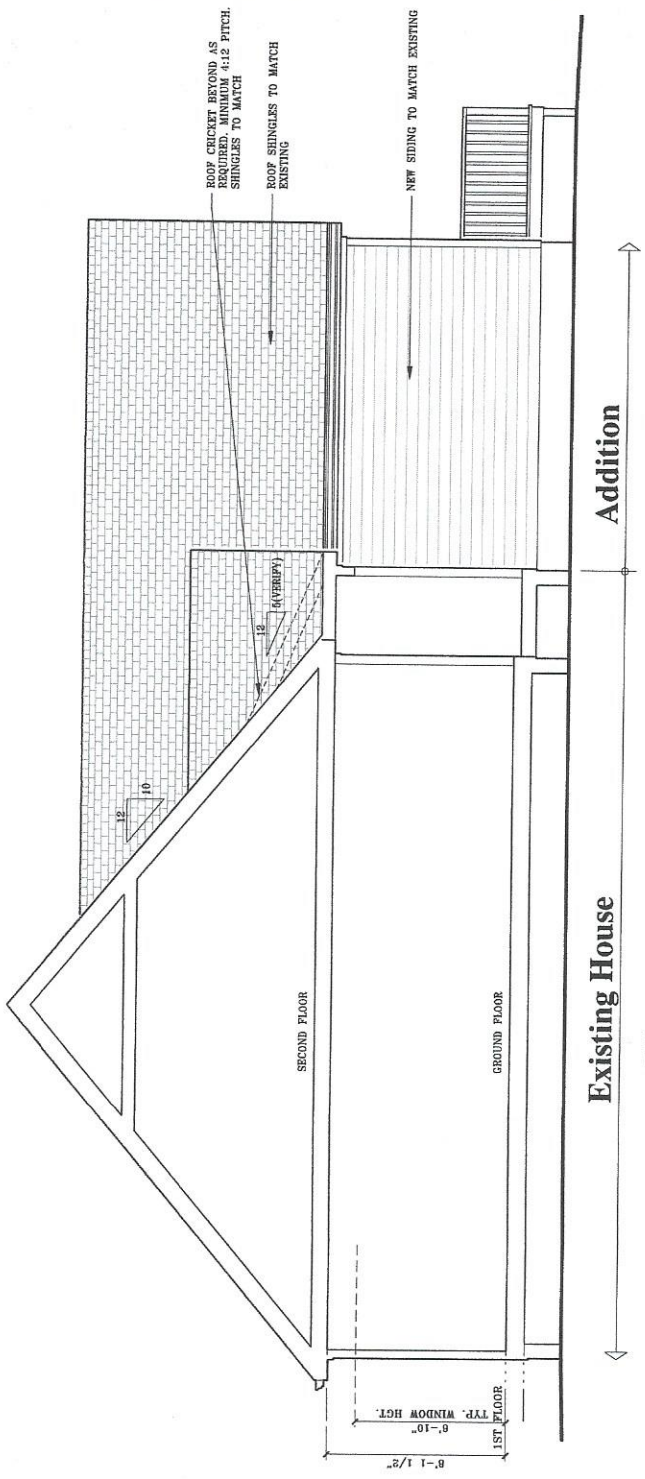 ROOF CRICKET BEYOND AS
REQUIRED, MINIMUM 4:12 PITCH.
SHINGLES TO MATCH
ROOF SHINGLES TO MATCH
EXISTING
NEW SIDING TO MATCH EXISTING
12
10
12
5(VERIFY)
SECOND FLOOR
GROUND FLOOR
8'-1 1/2"
6'-10"
TYP. WINDOW HGT.
1ST FLOOR
Existing House
Addition